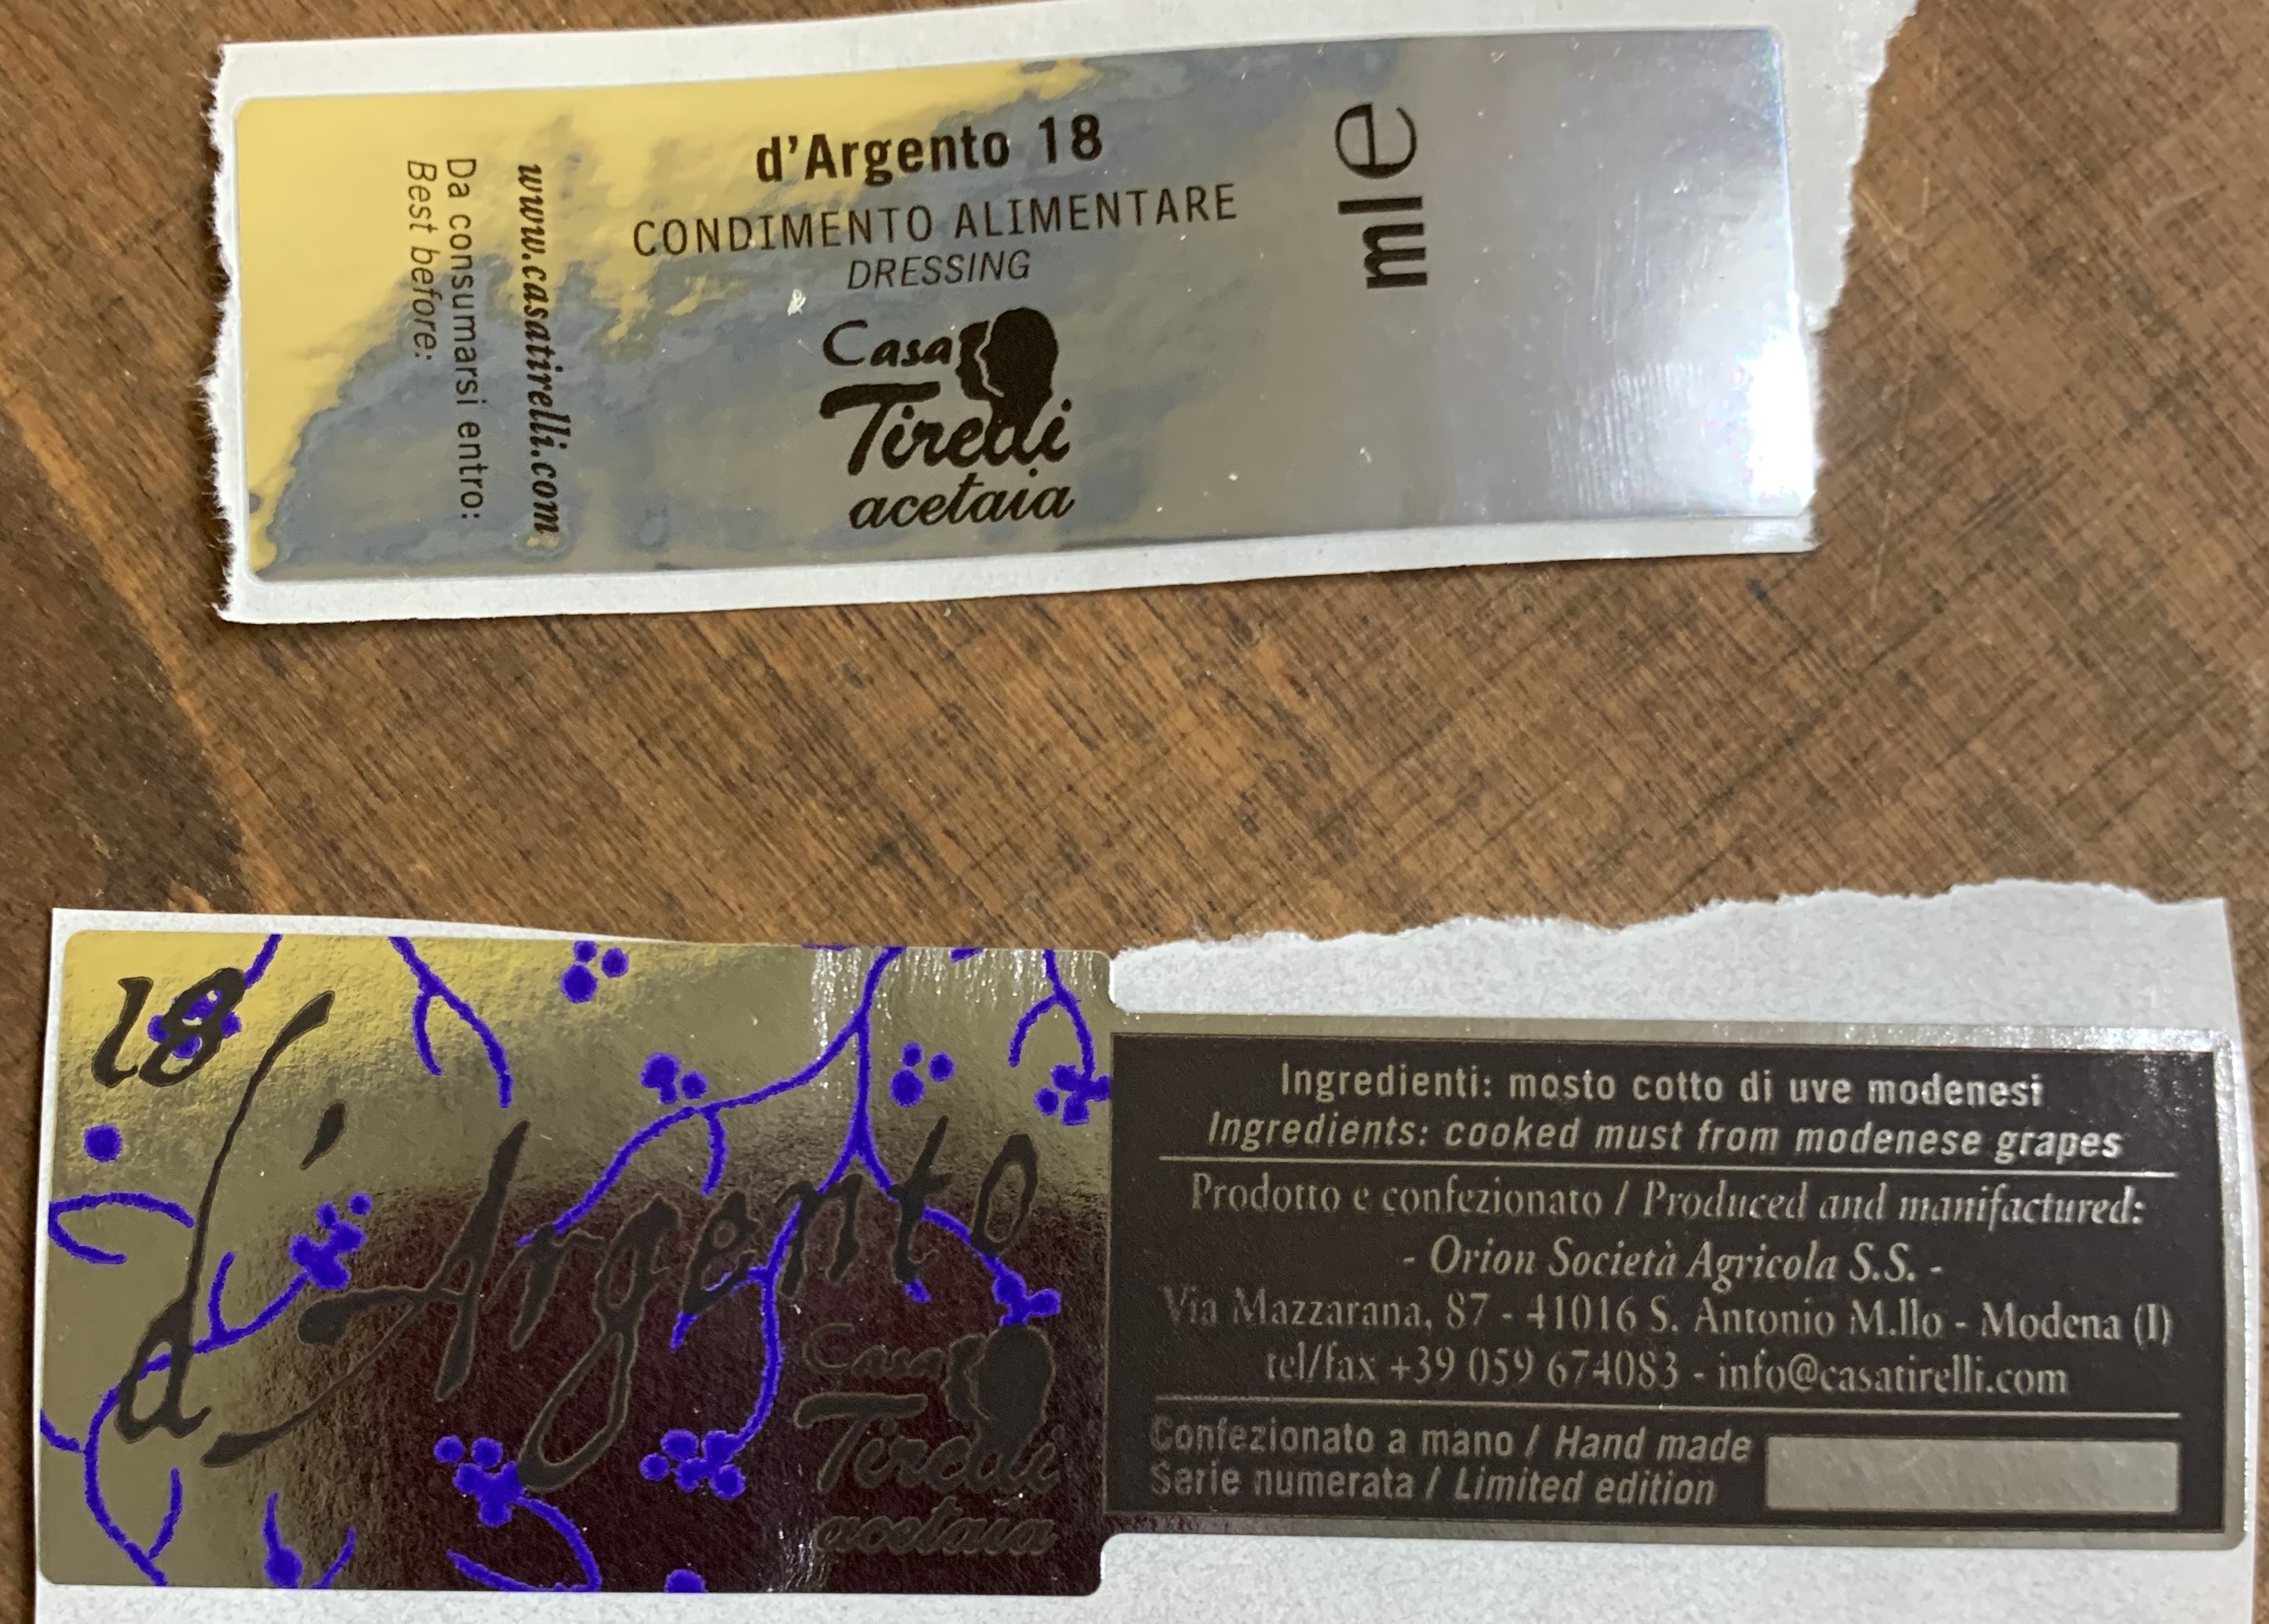 d'Argento 18
CONDIMENTO ALIMENTARE
DRESSING
Casa
Tirelli
acetaia
ml e
www.casatirelli.com
Da consumarsi entro:
Best before:
18
d'Argento
Casa
Tirelli
acetaia
Ingredienti: mosto cotto di uve modenesi
Ingredients: cooked must from modenese grapes
Prodotto e confezionato / Produced and manifactured:
- Orion Società Agricola S.S. -
Via Mazzarana, 87 - 41016 S. Antonio M.llo - Modena (I)
tel/fax +39 059 674083 - info@casatirelli.com
Confezionato a mano / Hand made
Serie numerata / Limited edition